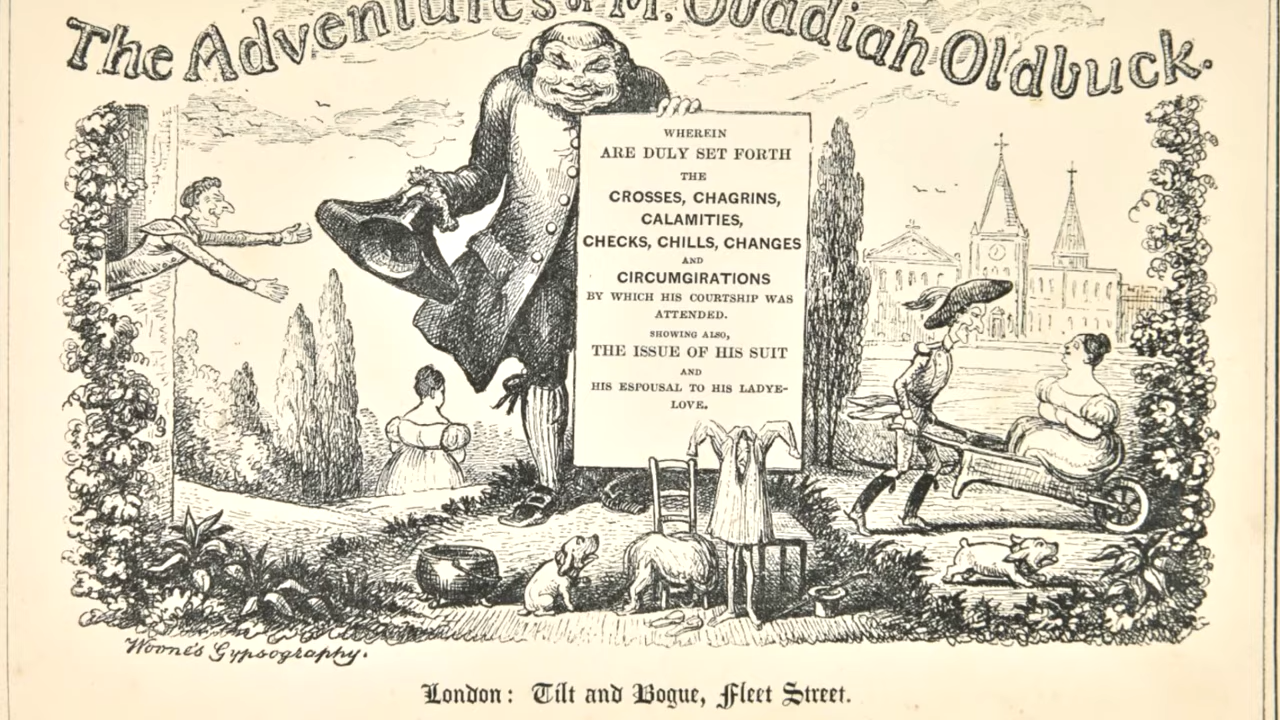 The Adventures of Mr. Obadiah Oldbuck.
WHEREIN
ARE DULY SET FORTH
THE
CROSSES, CHAGRINS,
CALAMITIES,
CHECKS, CHILLS, CHANGES
AND
CIRCUMGIRATIONS
BY WHICH HIS COURTSHIP WAS
ATTENDED.
SHOWING ALSO,
THE ISSUE OF HIS SUIT
AND
HIS ESPOUSAL TO HIS LADYE-
LOVE.
Woone's Gypsography.
London: Tilt and Bogue, Fleet Street.